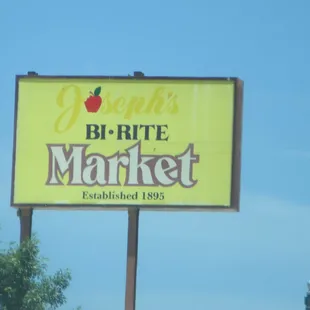 Joseph's
BI•RITE
Market
Established 1895